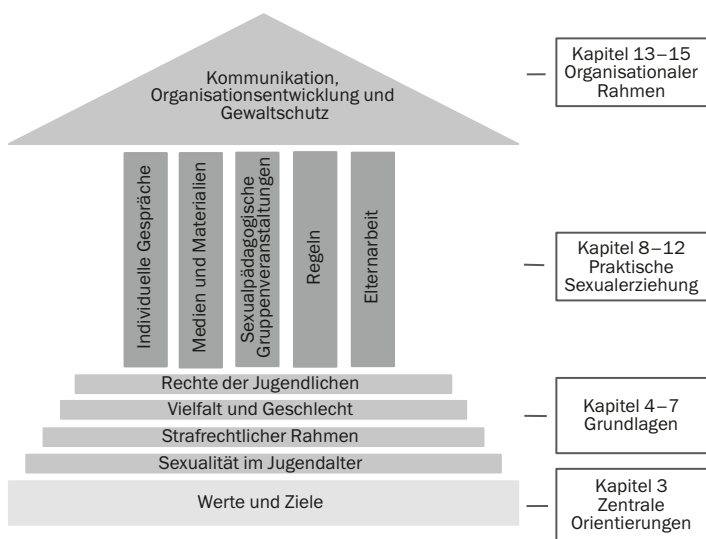 Kommunikation,
Organisationsentwicklung und
Gewaltschutz
Kapitel 13–15
Organisationaler
Rahmen
Individuelle Gespräche
Medien und Materialien
Sexualpädagogische
Gruppenveranstaltungen
Regeln
Elternarbeit
Kapitel 8–12
Praktische
Sexualerziehung
Rechte der Jugendlichen
Vielfalt und Geschlecht
Strafrechtlicher Rahmen
Sexualität im Jugendalter
Kapitel 4–7
Grundlagen
Werte und Ziele
Kapitel 3
Zentrale
Orientierungen